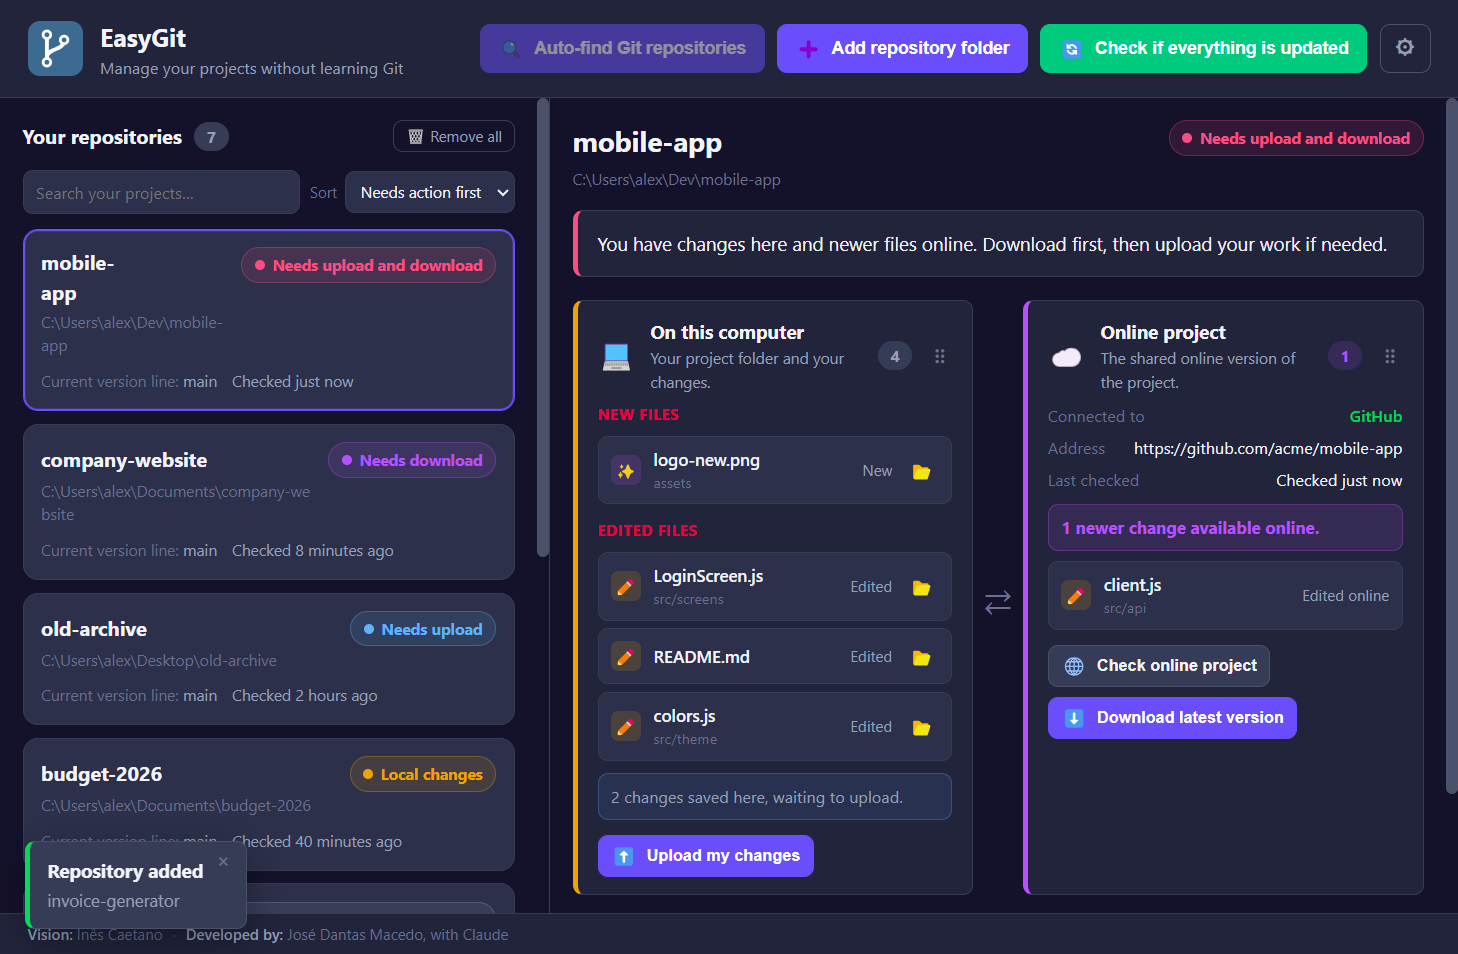 EasyGit
Manage your projects without learning Git
Auto-find Git repositories
Add repository folder
Check if everything is updated
Your repositories 7
Remove all
Search your projects...
Sort
Needs action first
mobile-
app
Needs upload and download
C:\Users\alex\Dev\mobile-
app
Current version line: main Checked just now
company-website
Needs download
C:\Users\alex\Documents\company-we
bsite
Current version line: main Checked 8 minutes ago
old-archive
Needs upload
C:\Users\alex\Desktop\old-archive
Current version line: main Checked 2 hours ago
budget-2026
Local changes
C:\Users\alex\Documents\budget-2026
Current version line: main Checked 40 minutes ago
Repository added
invoice-generator
mobile-app
Needs upload and download
C:\Users\alex\Dev\mobile-app
You have changes here and newer files online. Download first, then upload your work if needed.
On this computer
Your project folder and your
changes.
4
NEW FILES
logo-new.png
assets
New
EDITED FILES
LoginScreen.js
src/screens
Edited
README.md
Edited
colors.js
src/theme
Edited
2 changes saved here, waiting to upload.
Upload my changes
Online project
The shared online version of
the project.
1
Connected to GitHub
Address https://github.com/acme/mobile-app
Last checked Checked just now
1 newer change available online.
client.js
src/api
Edited online
Check online project
Download latest version
Vision: Inês Caetano · Developed by: José Dantas Macedo, with Claude